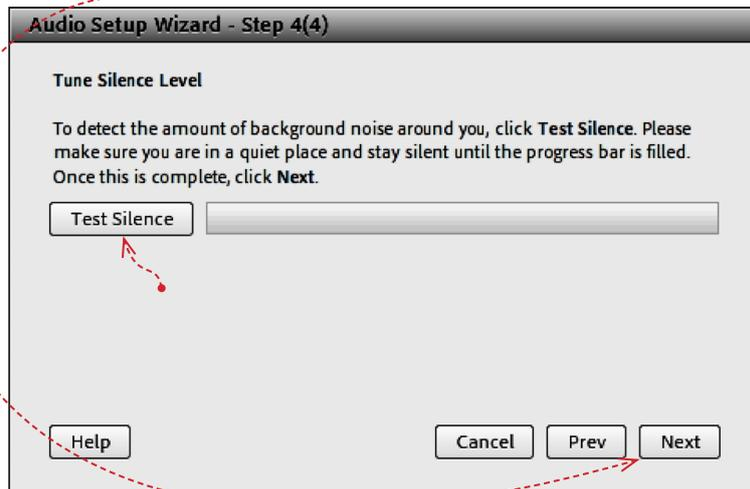 Audio Setup Wizard - Step 4(4)
Tune Silence Level
To detect the amount of background noise around you, click Test Silence. Please
make sure you are in a quiet place and stay silent until the progress bar is filled.
Once this is complete, click Next.
Test Silence
Help
Cancel
Prev
Next